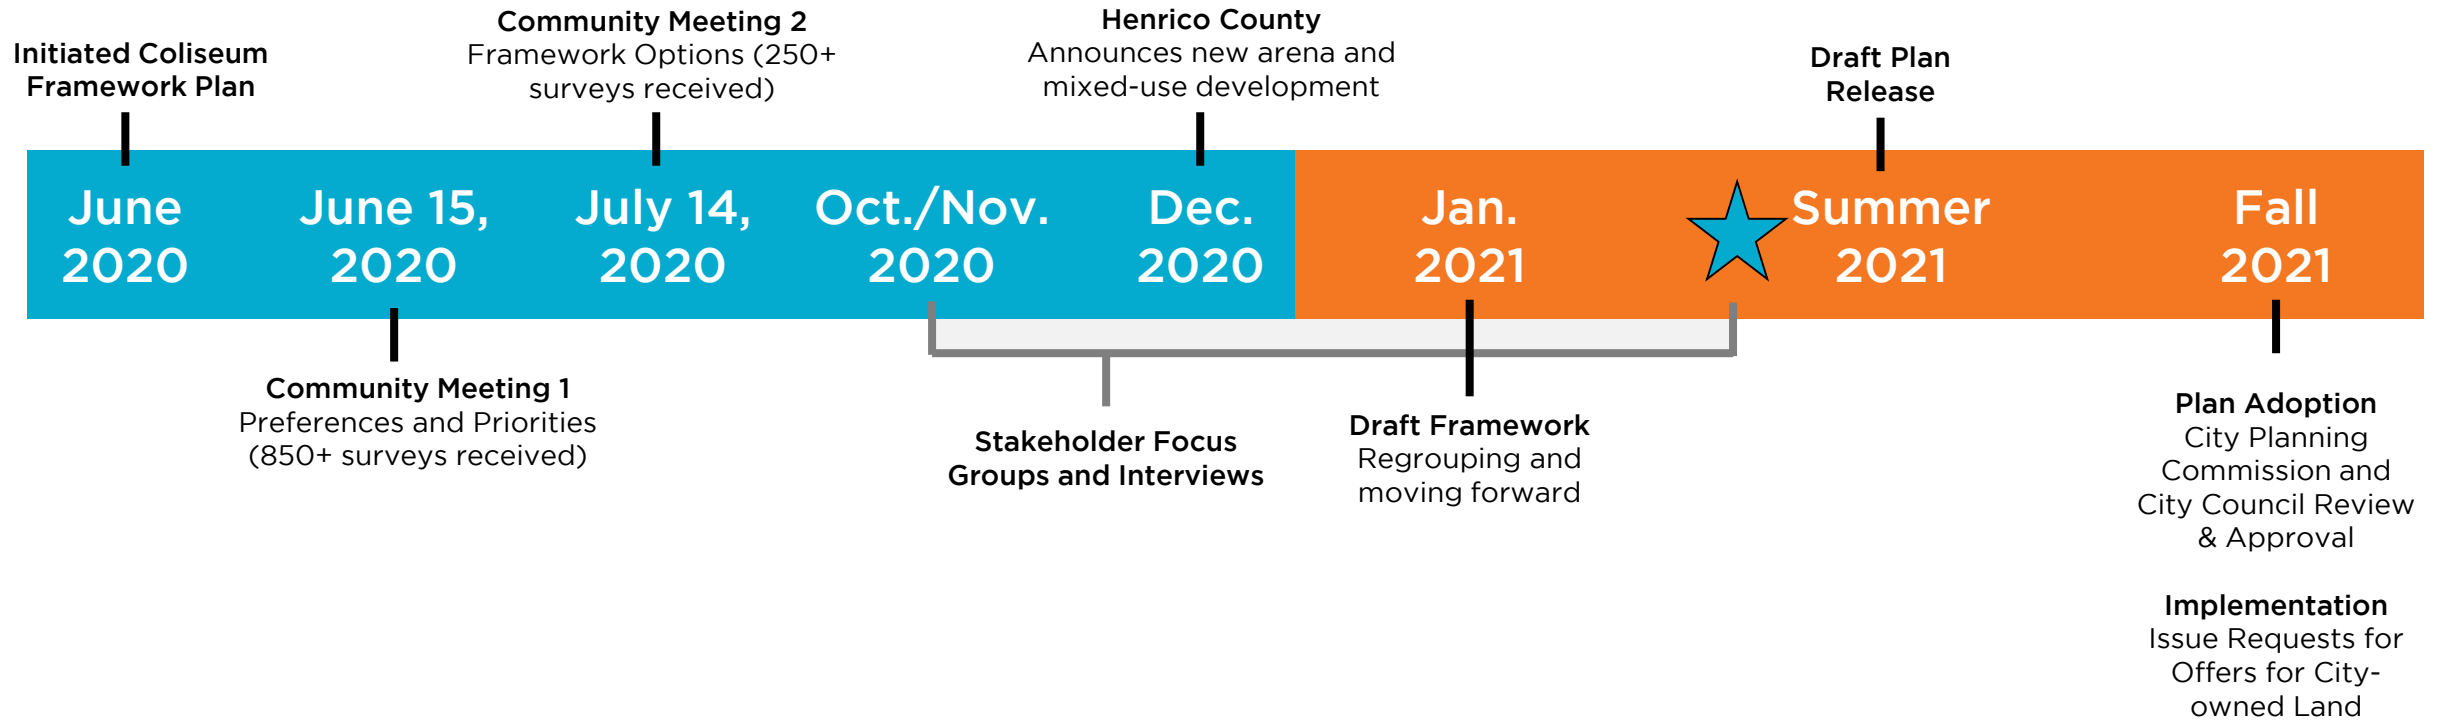 Initiated Coliseum
Framework Plan
Community Meeting 2
Framework Options (250+
surveys received)
Henrico County
Announces new arena and
mixed-use development
Draft Plan
Release
June
2020
June 15,
2020
July 14,
2020
Oct./Nov.
2020
Dec.
2020
Jan.
2021
Summer
2021
Fall
2021
Community Meeting 1
Preferences and Priorities
(850+ surveys received)
Stakeholder Focus
Groups and Interviews
Draft Framework
Regrouping and
moving forward
Plan Adoption
City Planning
Commission and
City Council Review
& Approval
Implementation
Issue Requests for
Offers for City-
owned Land